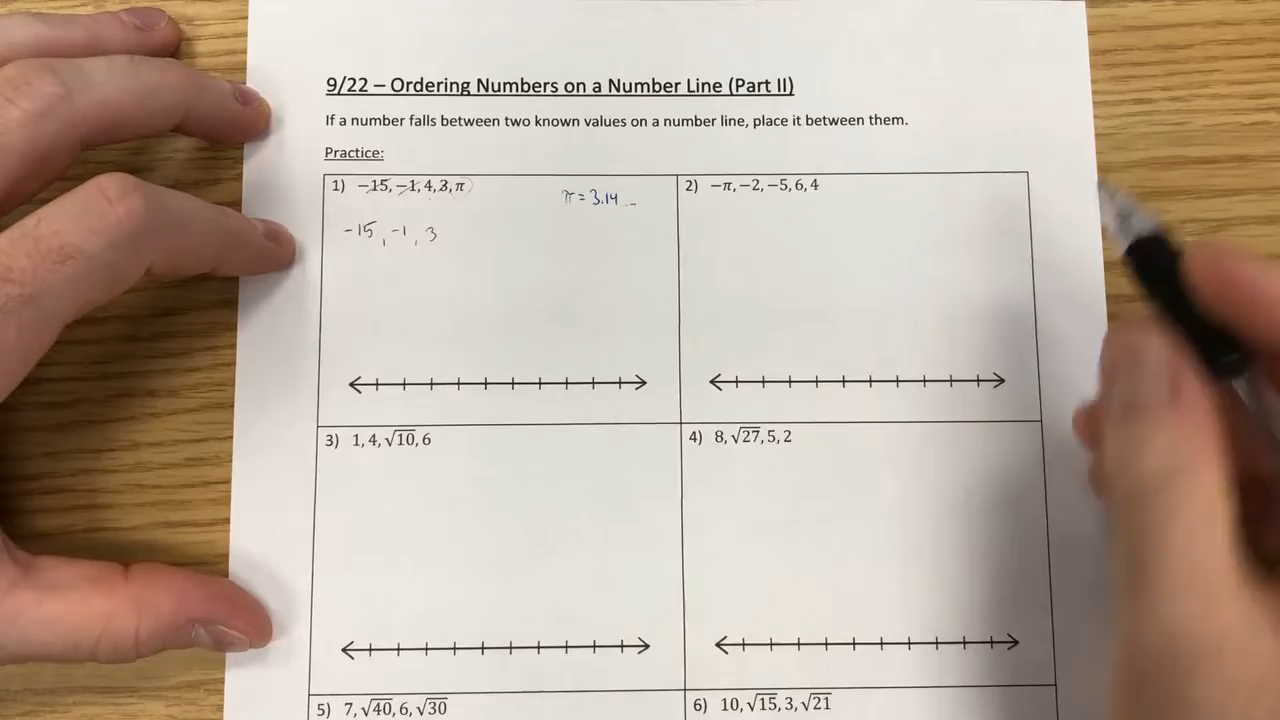 9/22 – Ordering Numbers on a Number Line (Part II)
If a number falls between two known values on a number line, place it between them.
Practice:
1) −15, −1, 4, 3, π
π = 3.14 ..
-15, -1, 3
2) −π, −2, −5, 6, 4
3) 1, 4, √10, 6
4) 8, √27, 5, 2
5) 7, √40, 6, √30
6) 10, √15, 3, √21